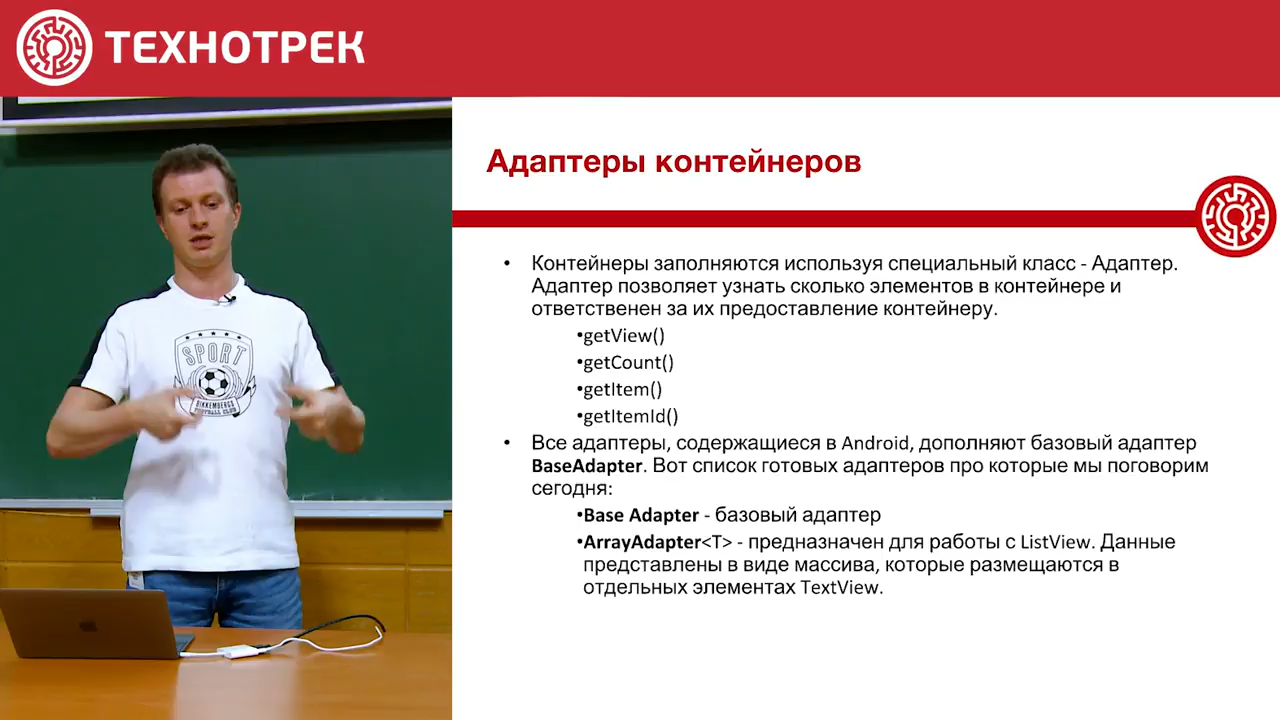 ТЕХНОТРЕК
Адаптеры контейнеров
• Контейнеры заполняются используя специальный класс - Адаптер.
Адаптер позволяет узнать сколько элементов в контейнере и
ответственен за их предоставление контейнеру.
•getView()
•getCount()
•getItem()
•getItemId()
• Все адаптеры, содержащиеся в Android, дополняют базовый адаптер
BaseAdapter. Вот список готовых адаптеров про которые мы поговорим
сегодня:
•Base Adapter - базовый адаптер
•ArrayAdapter<T> - предназначен для работы с ListView. Данные
представлены в виде массива, которые размещаются в
отдельных элементах TextView.
SPORT
BIKKEMBERGS
FOOTBALL CLUB